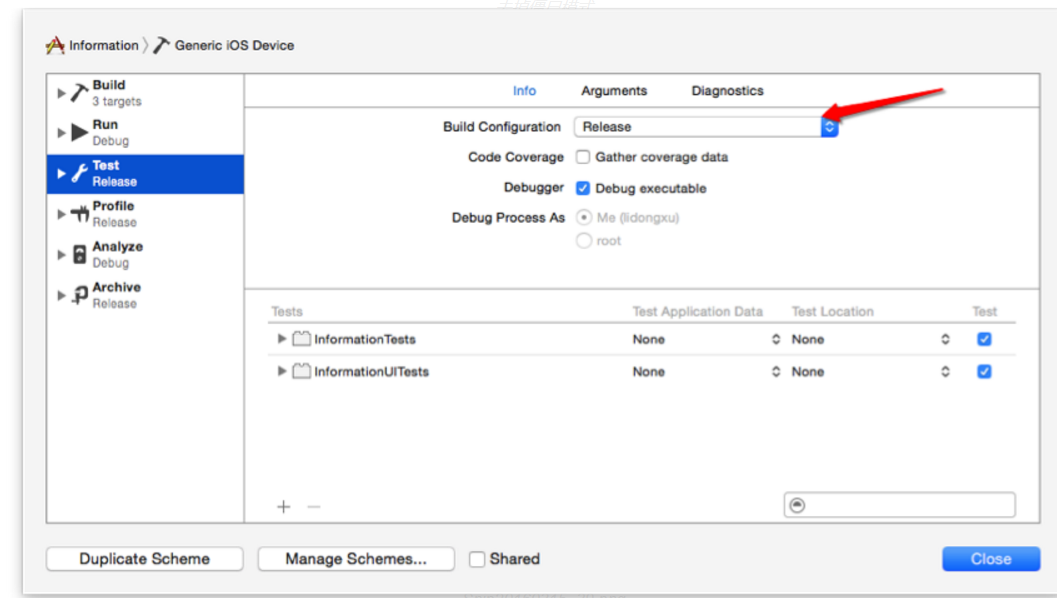 Information 〉 Generic iOS Device
Build
3 targets
Run
Debug
Test
Release
Profile
Release
Analyze
Debug
Archive
Release
Info Arguments Diagnostics
Build Configuration Release
Code Coverage Gather coverage data
Debugger Debug executable
Debug Process As Me (lidongxu)
root
Tests Test Application Data Test Location Test
InformationTests None None
InformationUITests None None
+ −
Duplicate Scheme Manage Schemes... Shared Close